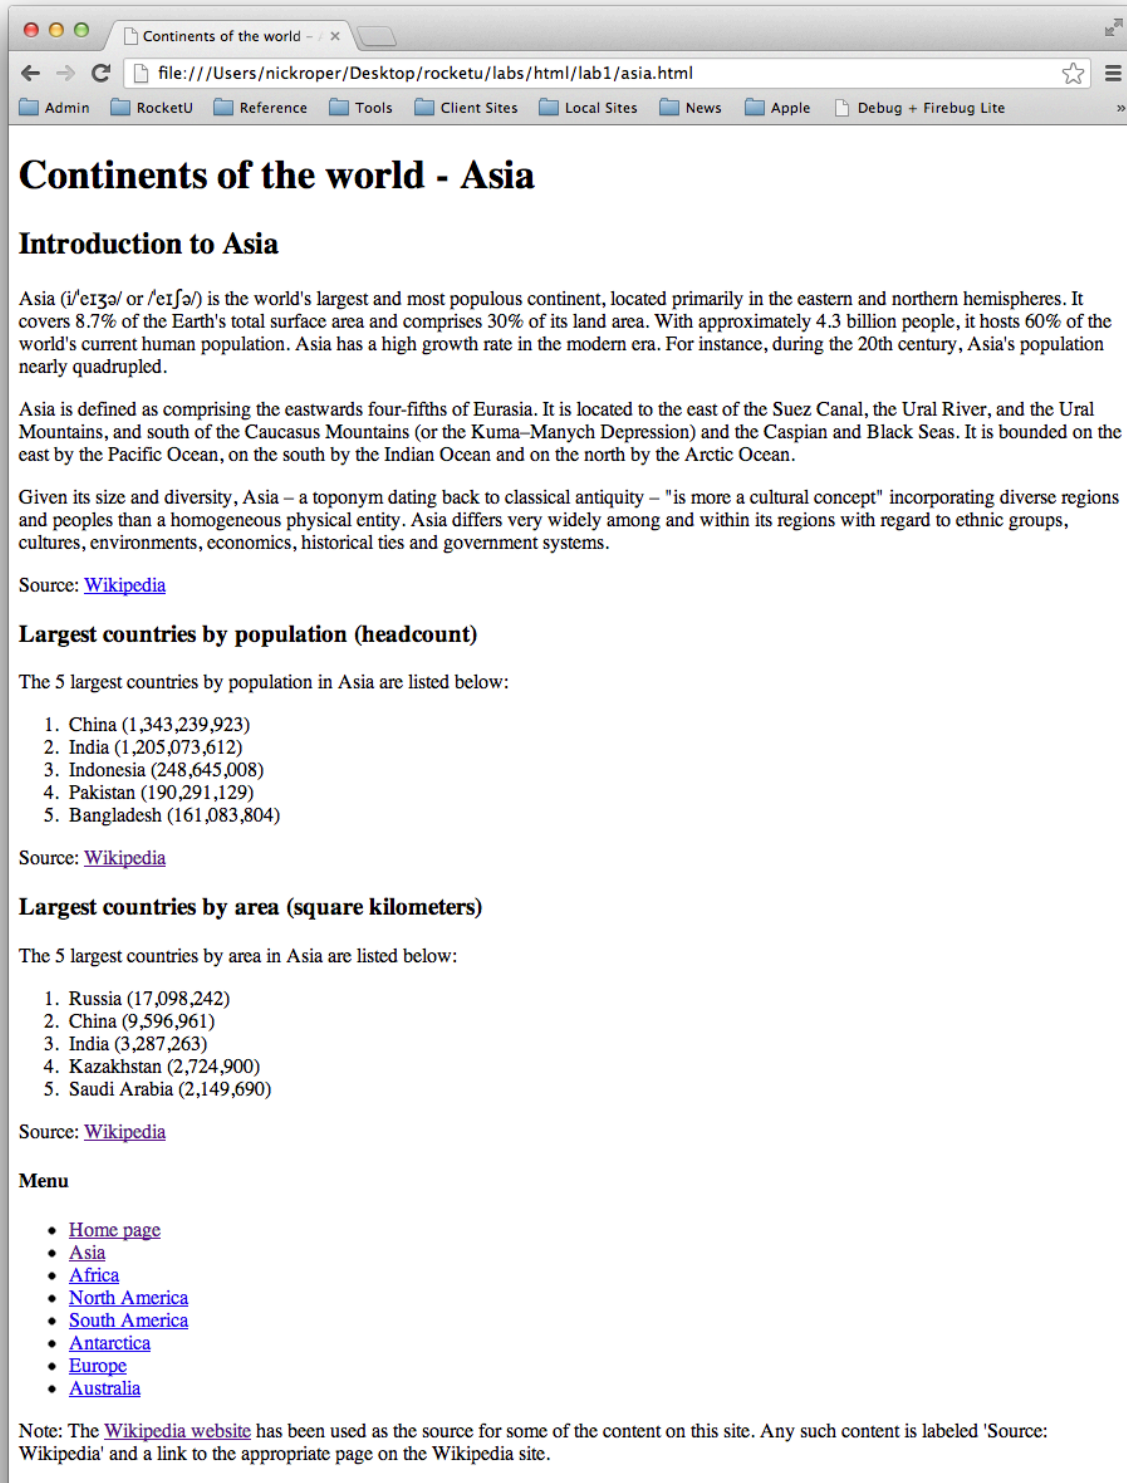 Continents of the world -
file:///Users/nickroper/Desktop/rocketu/labs/html/lab1/asia.html
Admin RocketU Reference Tools Client Sites Local Sites News Apple Debug + Firebug Lite »
Continents of the world - Asia
Introduction to Asia
Asia (i/ˈeɪʒə/ or /ˈeɪʃə/) is the world's largest and most populous continent, located primarily in the eastern and northern hemispheres. It
covers 8.7% of the Earth's total surface area and comprises 30% of its land area. With approximately 4.3 billion people, it hosts 60% of the
world's current human population. Asia has a high growth rate in the modern era. For instance, during the 20th century, Asia's population
nearly quadrupled.
Asia is defined as comprising the eastwards four-fifths of Eurasia. It is located to the east of the Suez Canal, the Ural River, and the Ural
Mountains, and south of the Caucasus Mountains (or the Kuma–Manych Depression) and the Caspian and Black Seas. It is bounded on the
east by the Pacific Ocean, on the south by the Indian Ocean and on the north by the Arctic Ocean.
Given its size and diversity, Asia – a toponym dating back to classical antiquity – "is more a cultural concept" incorporating diverse regions
and peoples than a homogeneous physical entity. Asia differs very widely among and within its regions with regard to ethnic groups,
cultures, environments, economics, historical ties and government systems.
Source: Wikipedia
Largest countries by population (headcount)
The 5 largest countries by population in Asia are listed below:
1. China (1,343,239,923)
2. India (1,205,073,612)
3. Indonesia (248,645,008)
4. Pakistan (190,291,129)
5. Bangladesh (161,083,804)
Source: Wikipedia
Largest countries by area (square kilometers)
The 5 largest countries by area in Asia are listed below:
1. Russia (17,098,242)
2. China (9,596,961)
3. India (3,287,263)
4. Kazakhstan (2,724,900)
5. Saudi Arabia (2,149,690)
Source: Wikipedia
Menu
• Home page
• Asia
• Africa
• North America
• South America
• Antarctica
• Europe
• Australia
Note: The Wikipedia website has been used as the source for some of the content on this site. Any such content is labeled 'Source:
Wikipedia' and a link to the appropriate page on the Wikipedia site.